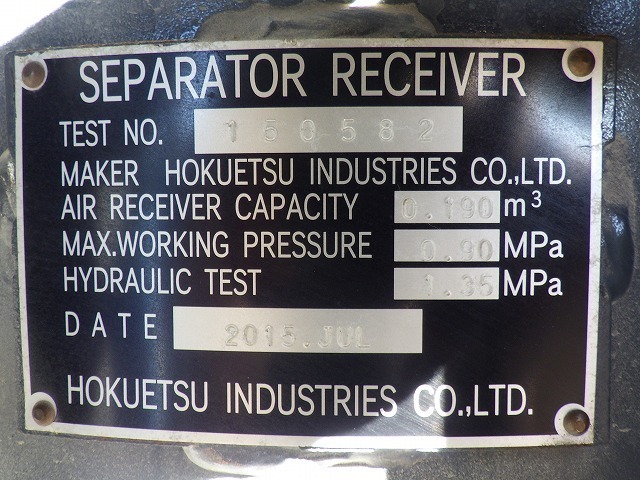 SEPARATOR RECEIVER
TEST NO. 150582
MAKER HOKUETSU INDUSTRIES CO.,LTD.
AIR RECEIVER CAPACITY 0.190 m³
MAX.WORKING PRESSURE 0.90 MPa
HYDRAULIC TEST 1.35 MPa
DATE 2015.JUL
HOKUETSU INDUSTRIES CO.,LTD.